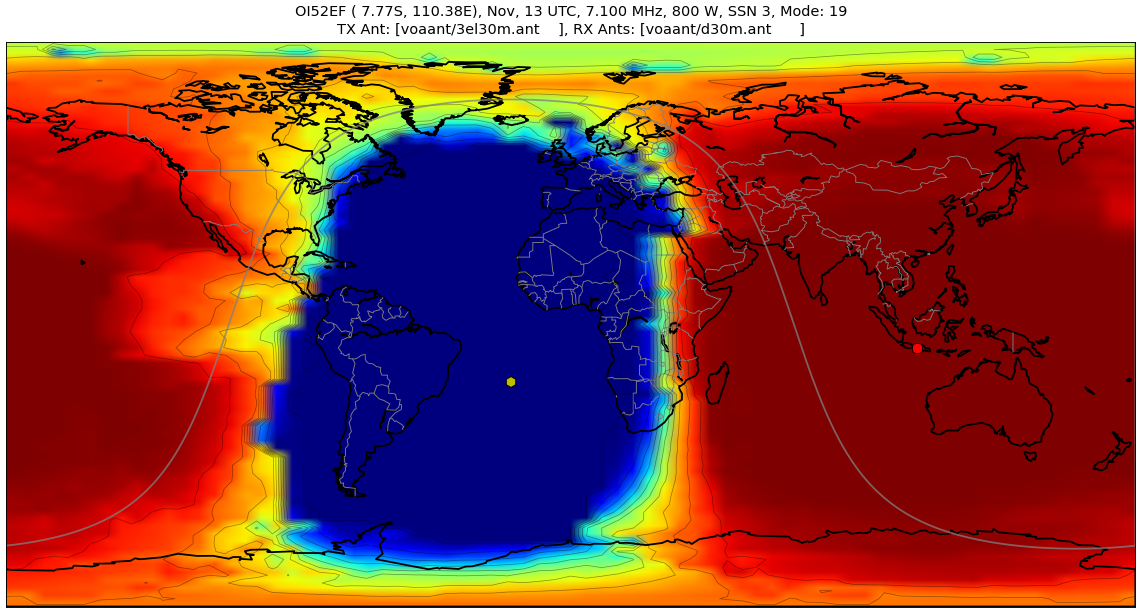 OI52EF ( 7.77S, 110.38E), Nov, 13 UTC, 7.100 MHz, 800 W, SSN 3, Mode: 19
TX Ant: [voaant/3el30m.ant    ], RX Ants: [voaant/d30m.ant      ]